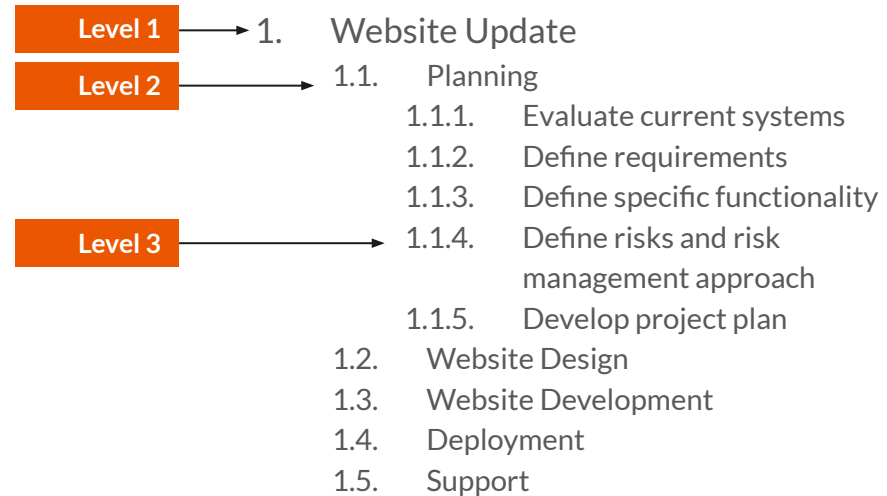 Level 1 1. Website Update
Level 2 1.1. Planning
1.1.1. Evaluate current systems
1.1.2. Define requirements
1.1.3. Define specific functionality
Level 3 1.1.4. Define risks and risk
management approach
1.1.5. Develop project plan
1.2. Website Design
1.3. Website Development
1.4. Deployment
1.5. Support